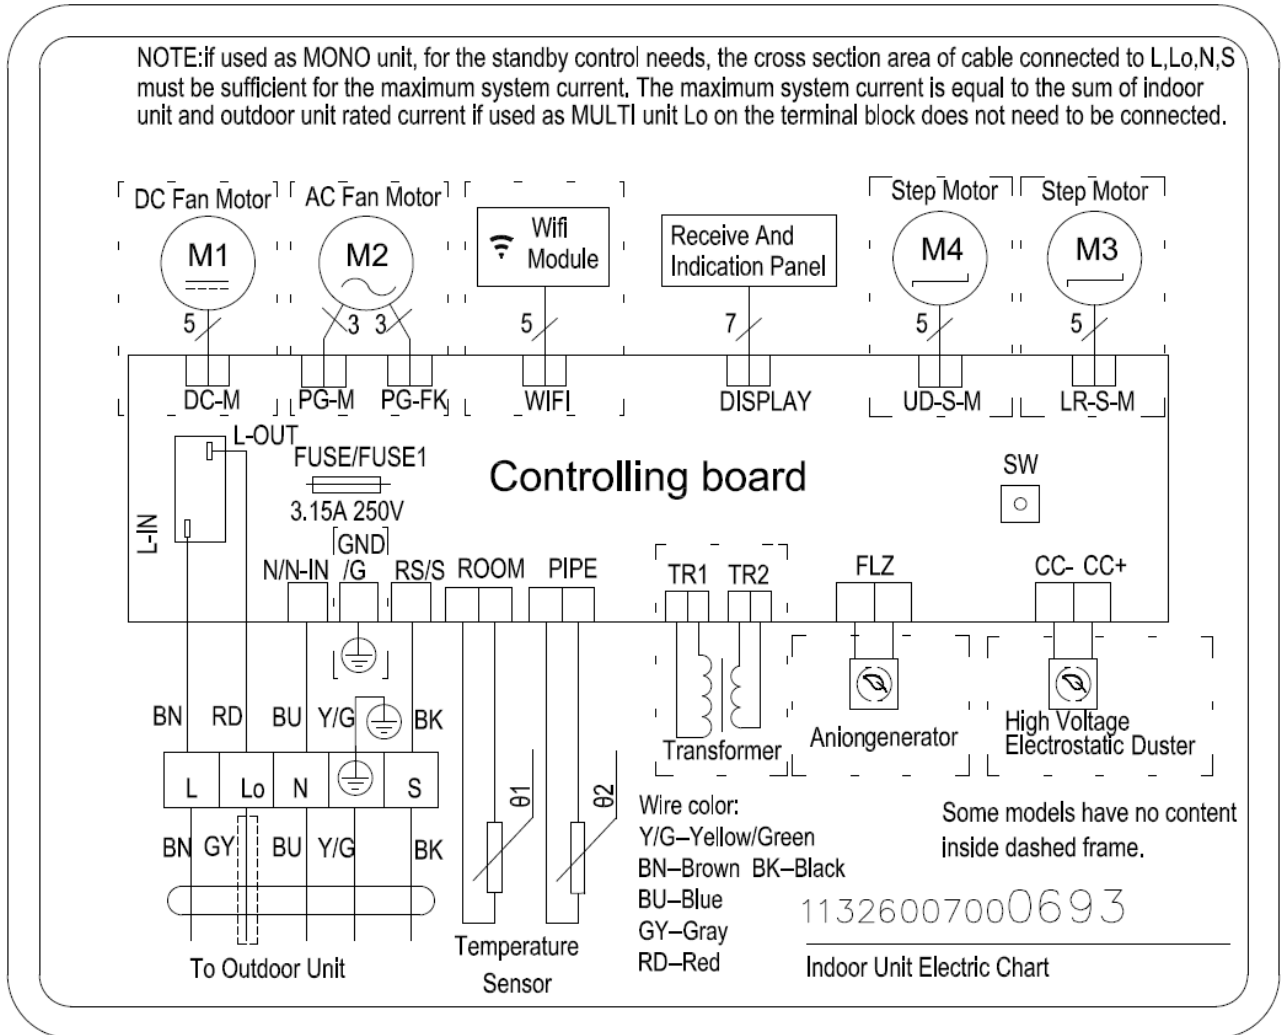 NOTE:if used as MONO unit, for the standby control needs, the cross section area of cable connected to L,Lo,N,S
must be sufficient for the maximum system current. The maximum system current is equal to the sum of indoor
unit and outdoor unit rated current if used as MULTI unit Lo on the terminal block does not need to be connected.
DC Fan Motor
AC Fan Motor
Step Motor
Step Motor
M1
M2
Wifi
Module
Receive And
Indication Panel
M4
M3
5
3
3
5
7
5
5
DC-M
PG-M
PG-FK
WIFI
DISPLAY
UD-S-M
LR-S-M
L-OUT
FUSE/FUSE1
3.15A 250V
Controlling board
SW
L-IN
GND
N/N-IN
/G
RS/S
ROOM
PIPE
TR1
TR2
FLZ
CC-
CC+
BN
RD
BU
Y/G
BK
Transformer
Aniongenerator
High Voltage
Electrostatic Duster
L
Lo
N
S
θ1
θ2
BN
GY
BU
Y/G
BK
To Outdoor Unit
Temperature
Sensor
Wire color:
Y/G–Yellow/Green
BN–Brown BK–Black
BU–Blue
GY–Gray
RD–Red
Some models have no content
inside dashed frame.
11326007000693
Indoor Unit Electric Chart